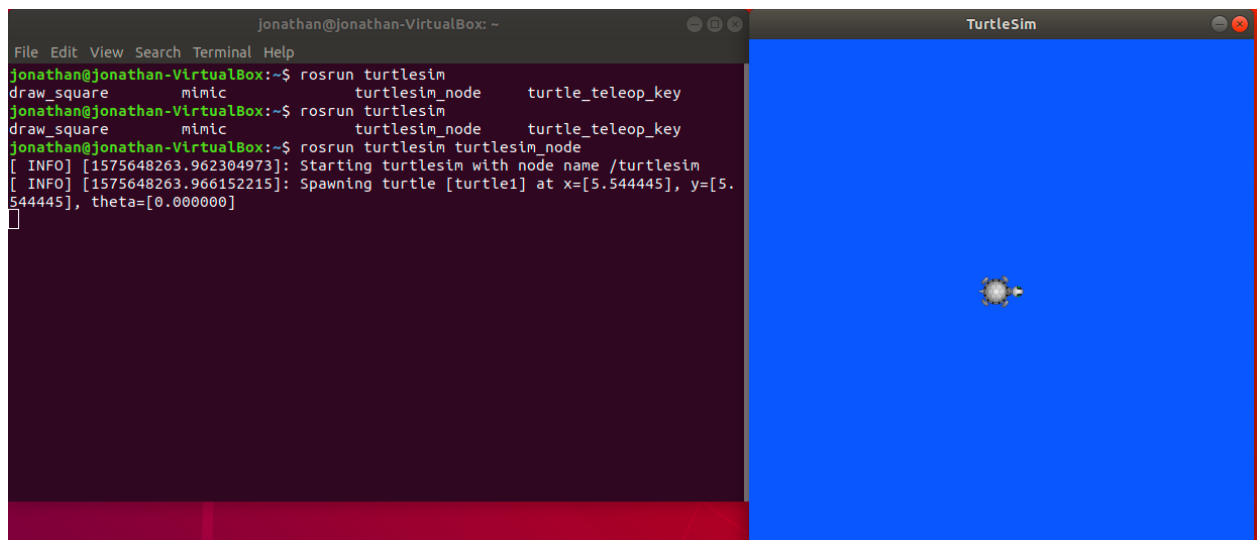 jonathan@jonathan-VirtualBox: ~
File Edit View Search Terminal Help
jonathan@jonathan-VirtualBox:~$ rosrun turtlesim
draw_square mimic turtlesim_node turtle_teleop_key
jonathan@jonathan-VirtualBox:~$ rosrun turtlesim
draw_square mimic turtlesim_node turtle_teleop_key
jonathan@jonathan-VirtualBox:~$ rosrun turtlesim turtlesim_node
[ INFO] [1575648263.962304973]: Starting turtlesim with node name /turtlesim
[ INFO] [1575648263.966152215]: Spawning turtle [turtle1] at x=[5.544445], y=[5.
544445], theta=[0.000000]
TurtleSim